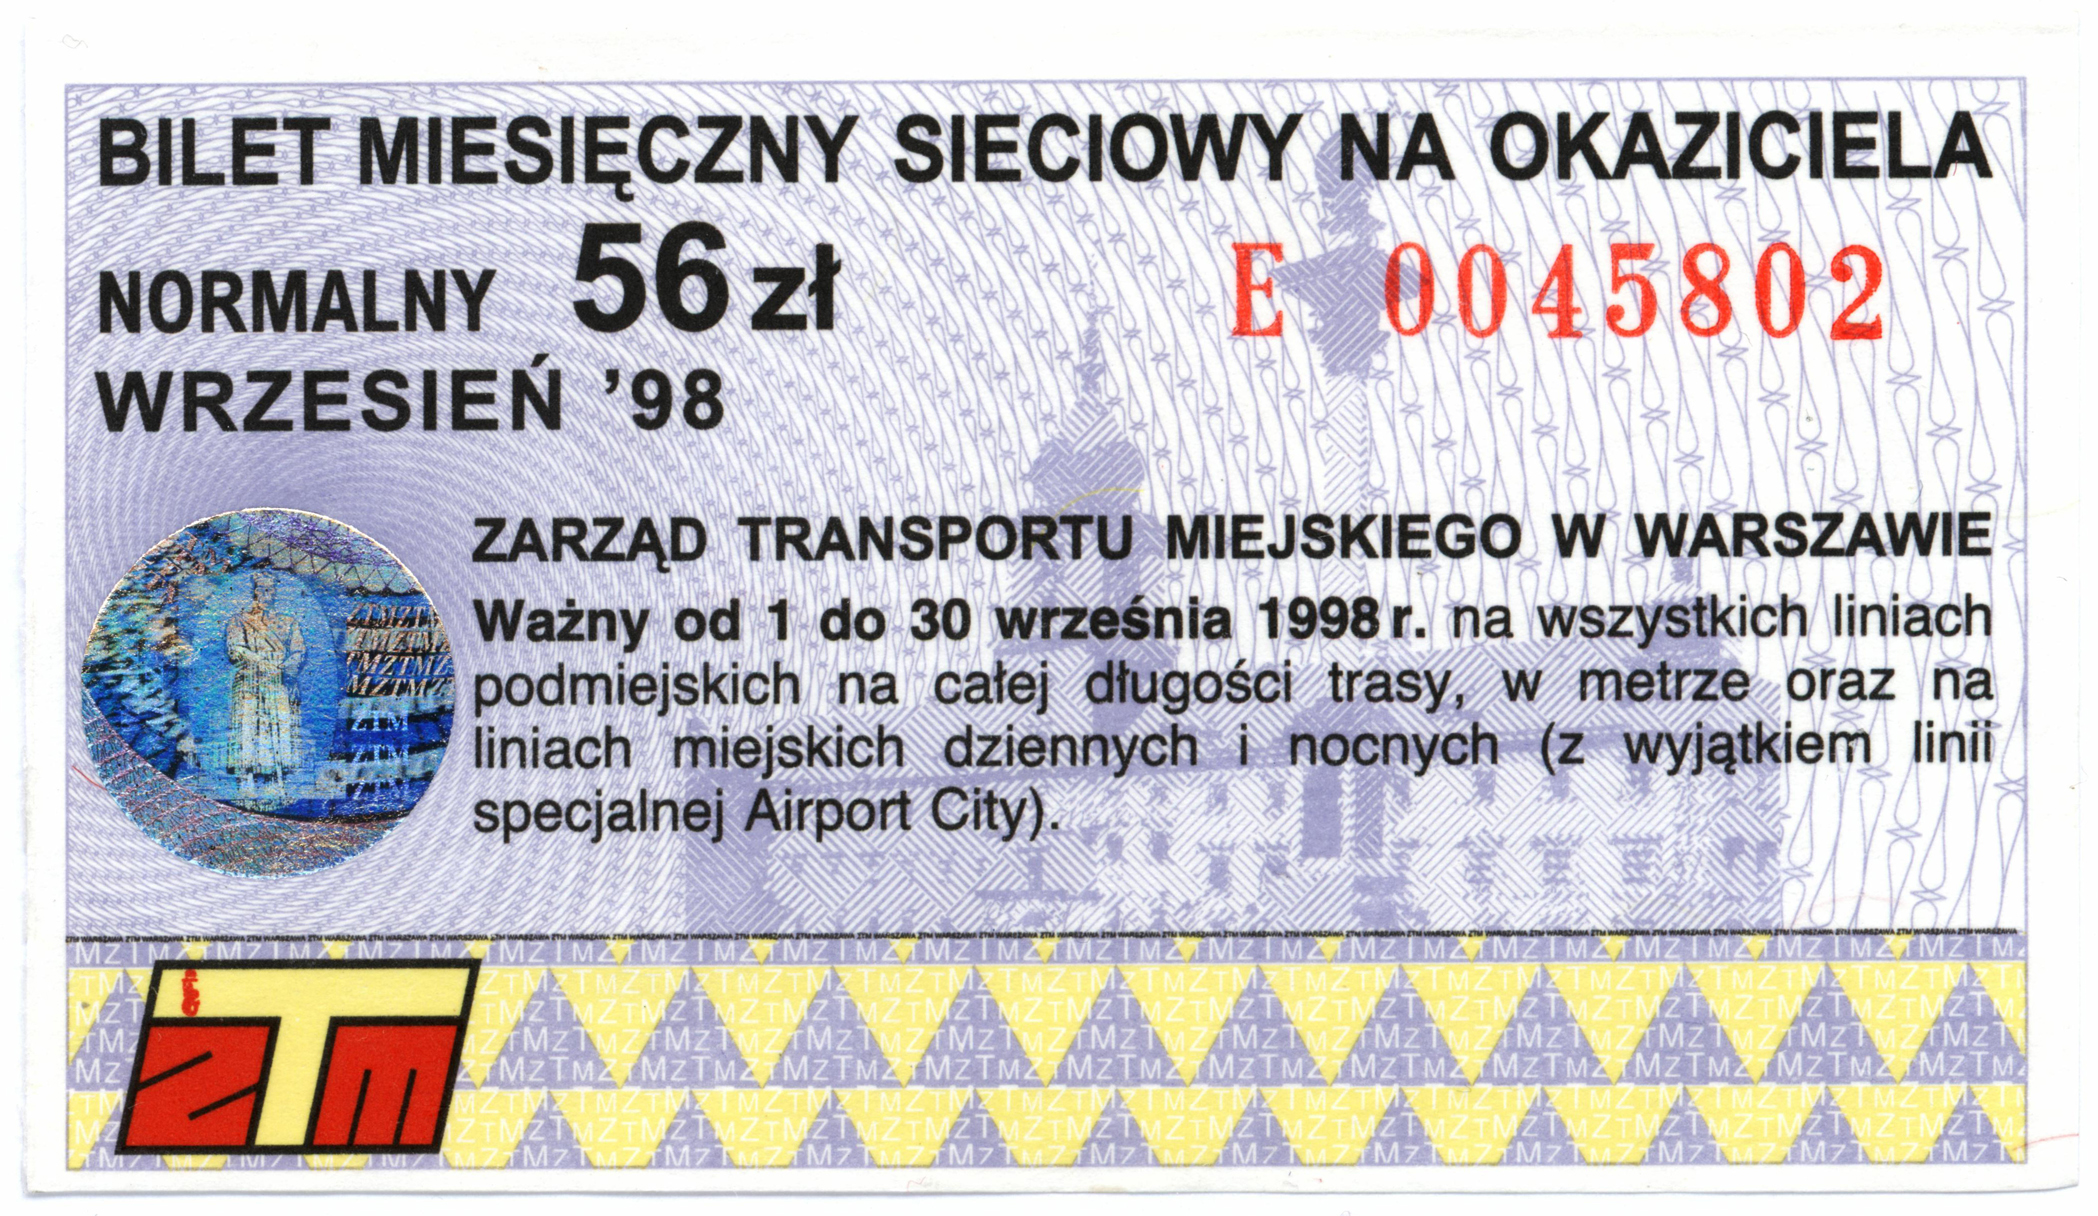 BILET MIESIĘCZNY SIECIOWY NA OKAZICIELA
NORMALNY 56 zł E 0045802
WRZESIEŃ '98
ZARZĄD TRANSPORTU MIEJSKIEGO W WARSZAWIE
Ważny od 1 do 30 września 1998 r. na wszystkich liniach
podmiejskich na całej długości trasy, w metrze oraz na
liniach miejskich dziennych i nocnych (z wyjątkiem linii
specjalnej Airport City).
ZTM